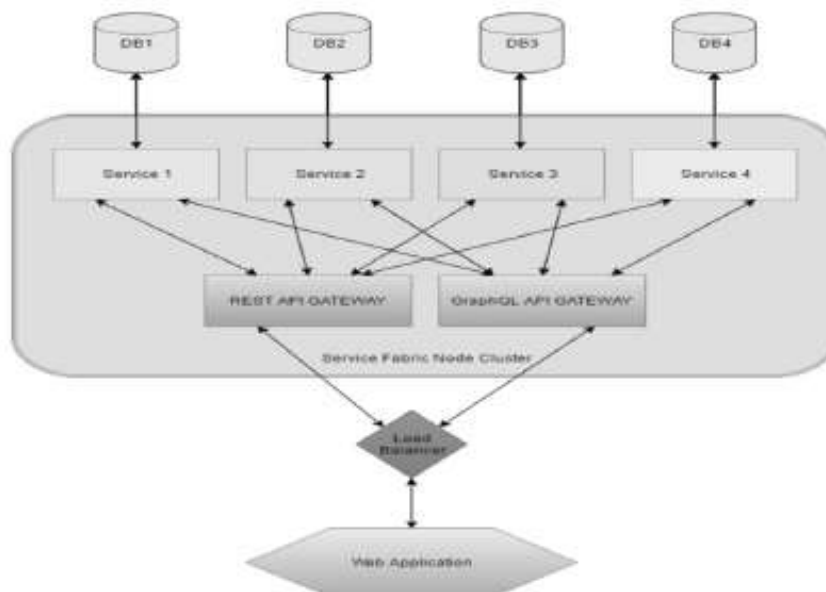 DB1
DB2
DB3
DB4
Service 1
Service 2
Service 3
Service 4
REST API GATEWAY
GraphQL API GATEWAY
Service Fabric Node Cluster
Load
Balancer
Web Application